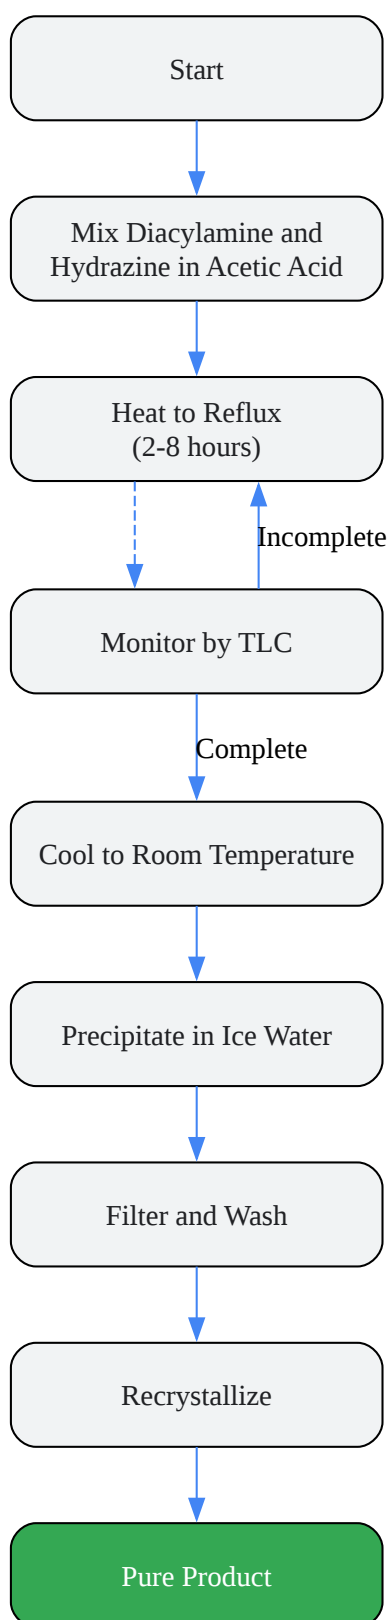 Start
Mix Diacylamine and
Hydrazine in Acetic Acid
Heat to Reflux
(2-8 hours)
Incomplete
Monitor by TLC
Complete
Cool to Room Temperature
Precipitate in Ice Water
Filter and Wash
Recrystallize
Pure Product